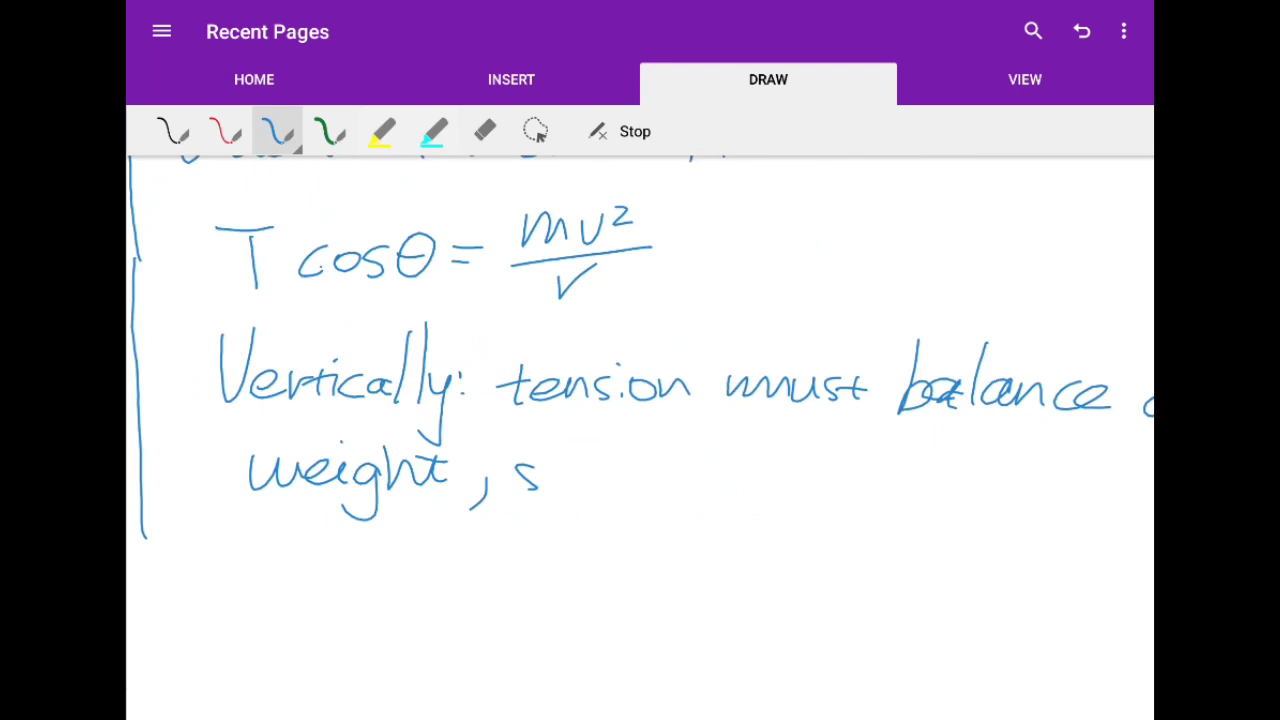 Recent Pages
HOME INSERT DRAW VIEW
Stop
T cosθ = mv²/r
Vertically: tension must balance
weight, s